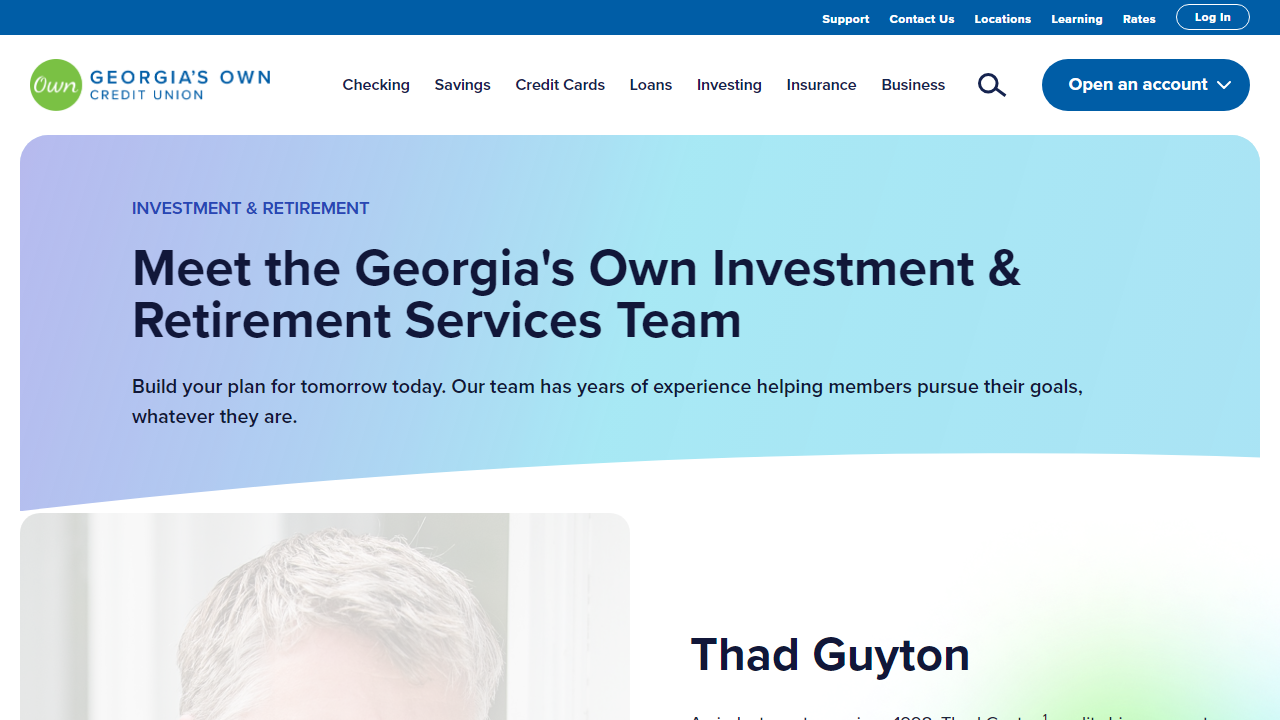 Support Contact Us Locations Learning Rates Log In
Own GEORGIA'S OWN
CREDIT UNION
Checking Savings Credit Cards Loans Investing Insurance Business Open an account
INVESTMENT & RETIREMENT
Meet the Georgia's Own Investment &
Retirement Services Team
Build your plan for tomorrow today. Our team has years of experience helping members pursue their goals,
whatever they are.
Thad Guyton